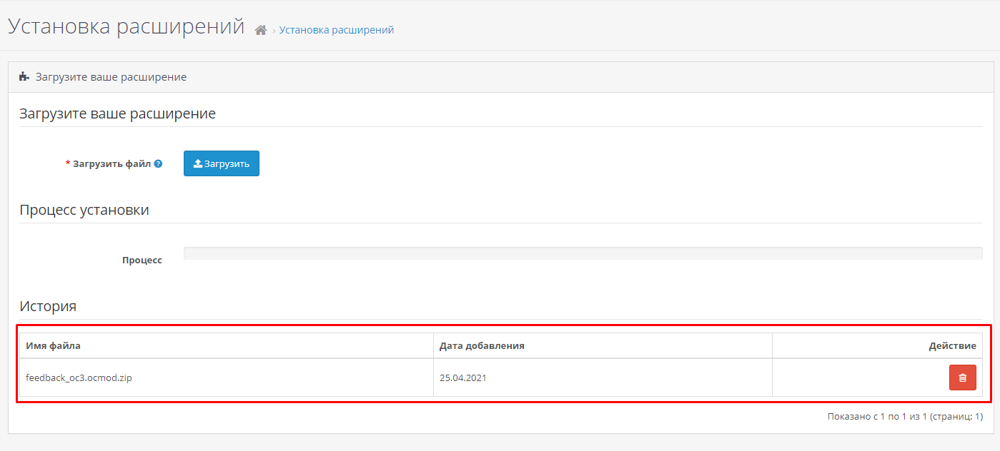 Установка расширений › Установка расширений
Загрузите ваше расширение
Загрузите ваше расширение
* Загрузить файл ? Загрузить
Процесс установки
Процесс
История
Имя файла Дата добавления Действие
feedback_oc3.ocmod.zip 25.04.2021
Показано с 1 по 1 из 1 (страниц: 1)